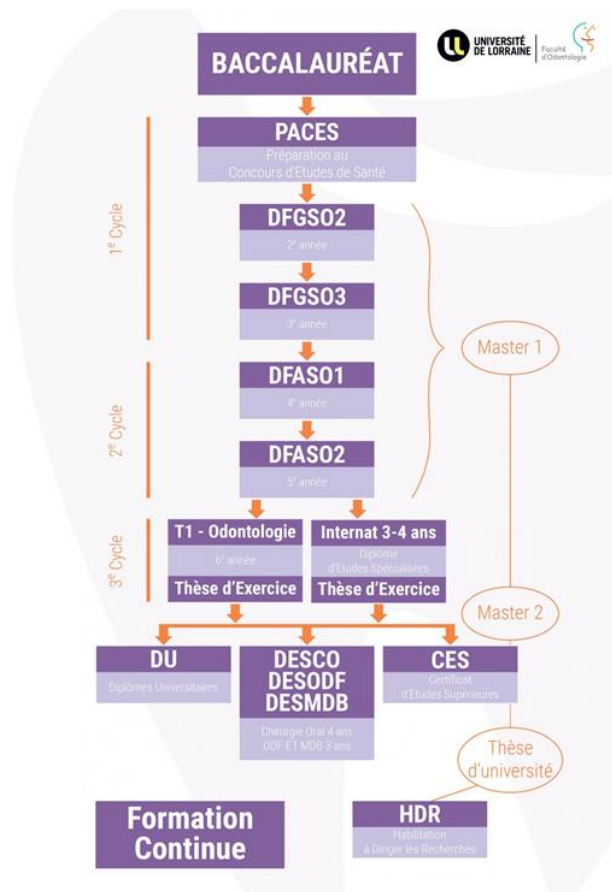 BACCALAURÉAT
UNIVERSITÉ
DE LORRAINE
Faculté
d'Odontologie
PACES
Préparation au
Concours d'Etudes de Santé
1e Cycle
DFGSO2
2e année
DFGSO3
3e année
Master 1
2e Cycle
DFASO1
4e année
DFASO2
5e année
3e Cycle
T1 - Odontologie
6e année
Thèse d'Exercice
Internat 3-4 ans
Diplôme
d'Etudes Spécialisées
Thèse d'Exercice
Master 2
DU
Diplômes Universitaires
DESCO
DESODF
DESMDB
Chirurgie Oral 4 ans
ODF ET MDB 3 ans
CES
Certificat
d'Etudes Supérieures
Thèse
d'université
Formation
Continue
HDR
Habilitation
à Diriger les Recherches